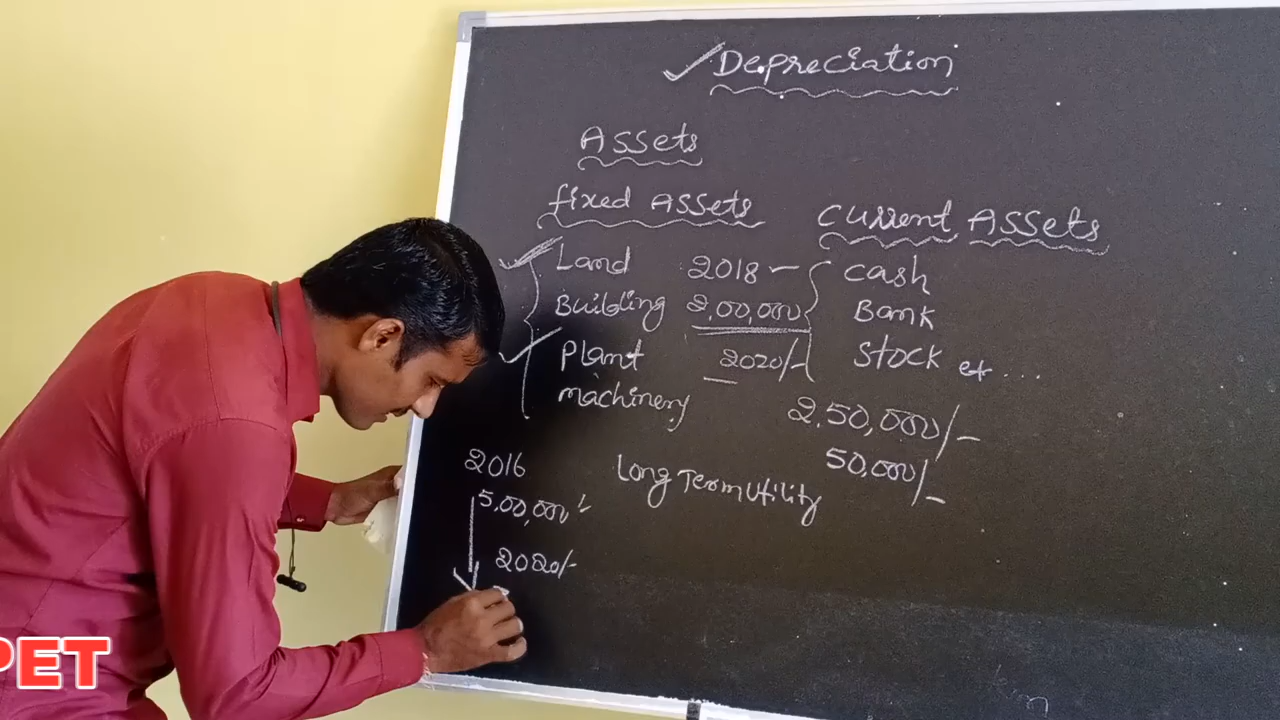 Depreciation
Assets
fixed Assets
Current Assets
Land 2018 - Cash
Building 2,00,000 Bank
Plant 2020/- Stock etc ....
machinery 2,50,000/-
50,000/-
2016 Long Term Utility
5,00,000
2020/-
PET